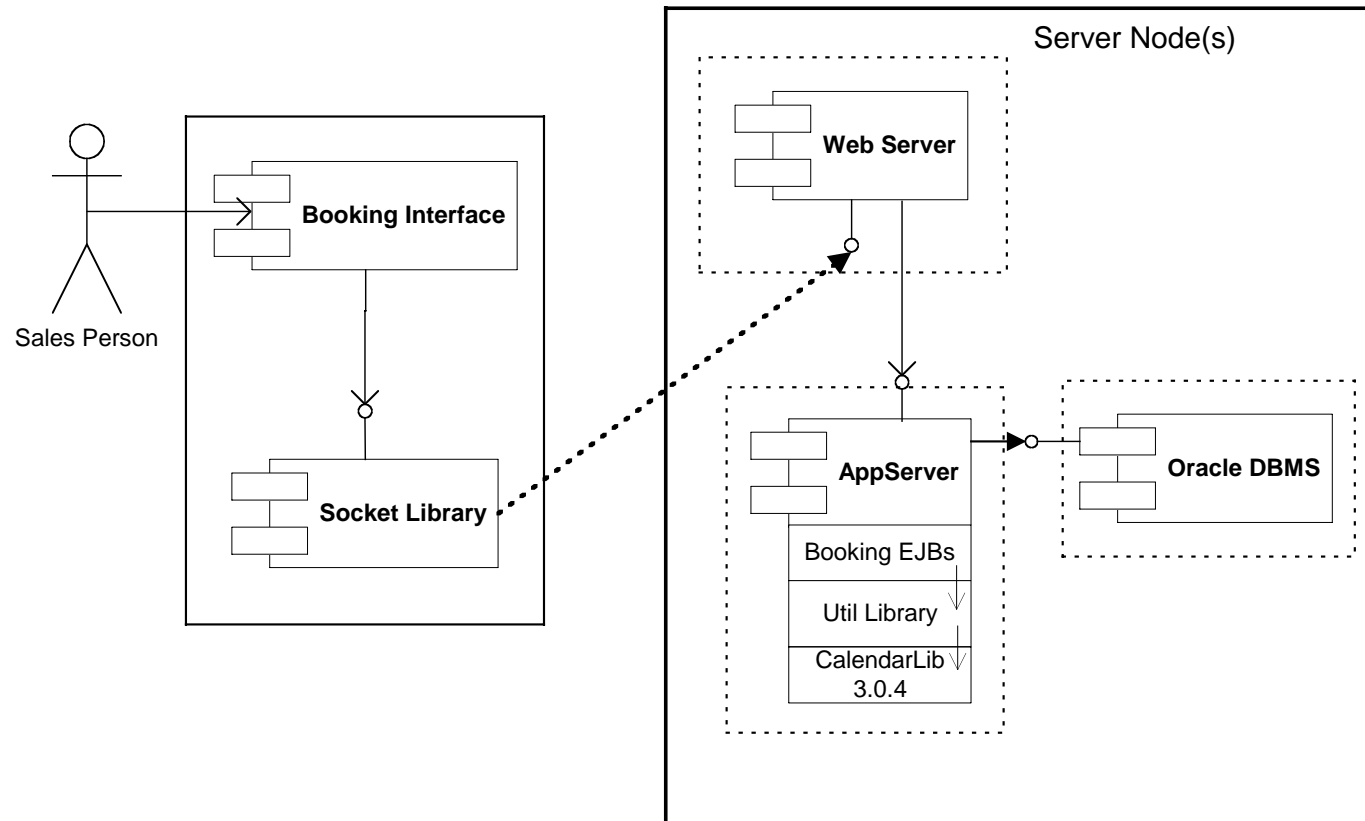 Server Node(s)
Web Server
Booking Interface
Sales Person
Socket Library
AppServer
Oracle DBMS
Booking EJBs
Util Library
CalendarLib
3.0.4